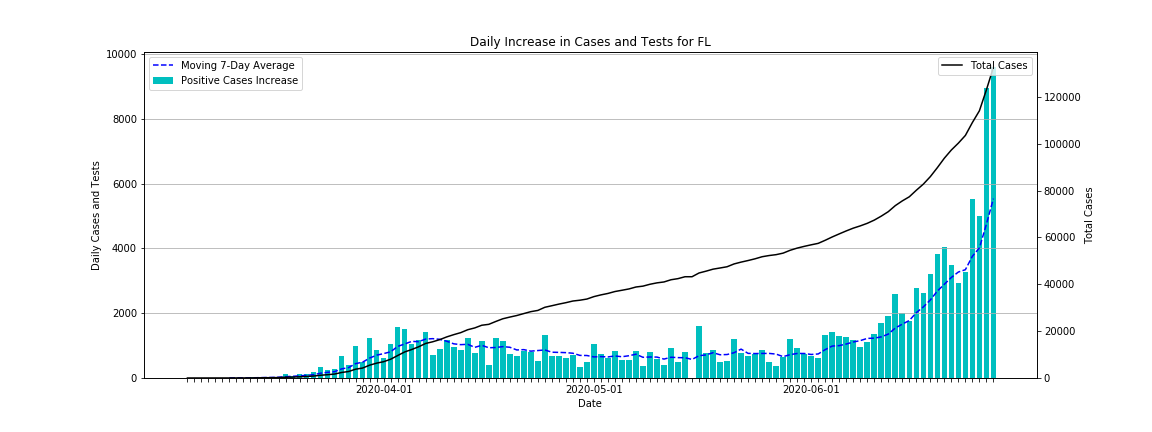 Daily Increase in Cases and Tests for FL
Moving 7-Day Average
Positive Cases Increase
Total Cases
10000
8000
6000
4000
2000
0
Daily Cases and Tests
120000
100000
80000
60000
40000
20000
0
Total Cases
2020-04-01
2020-05-01
2020-06-01
Date